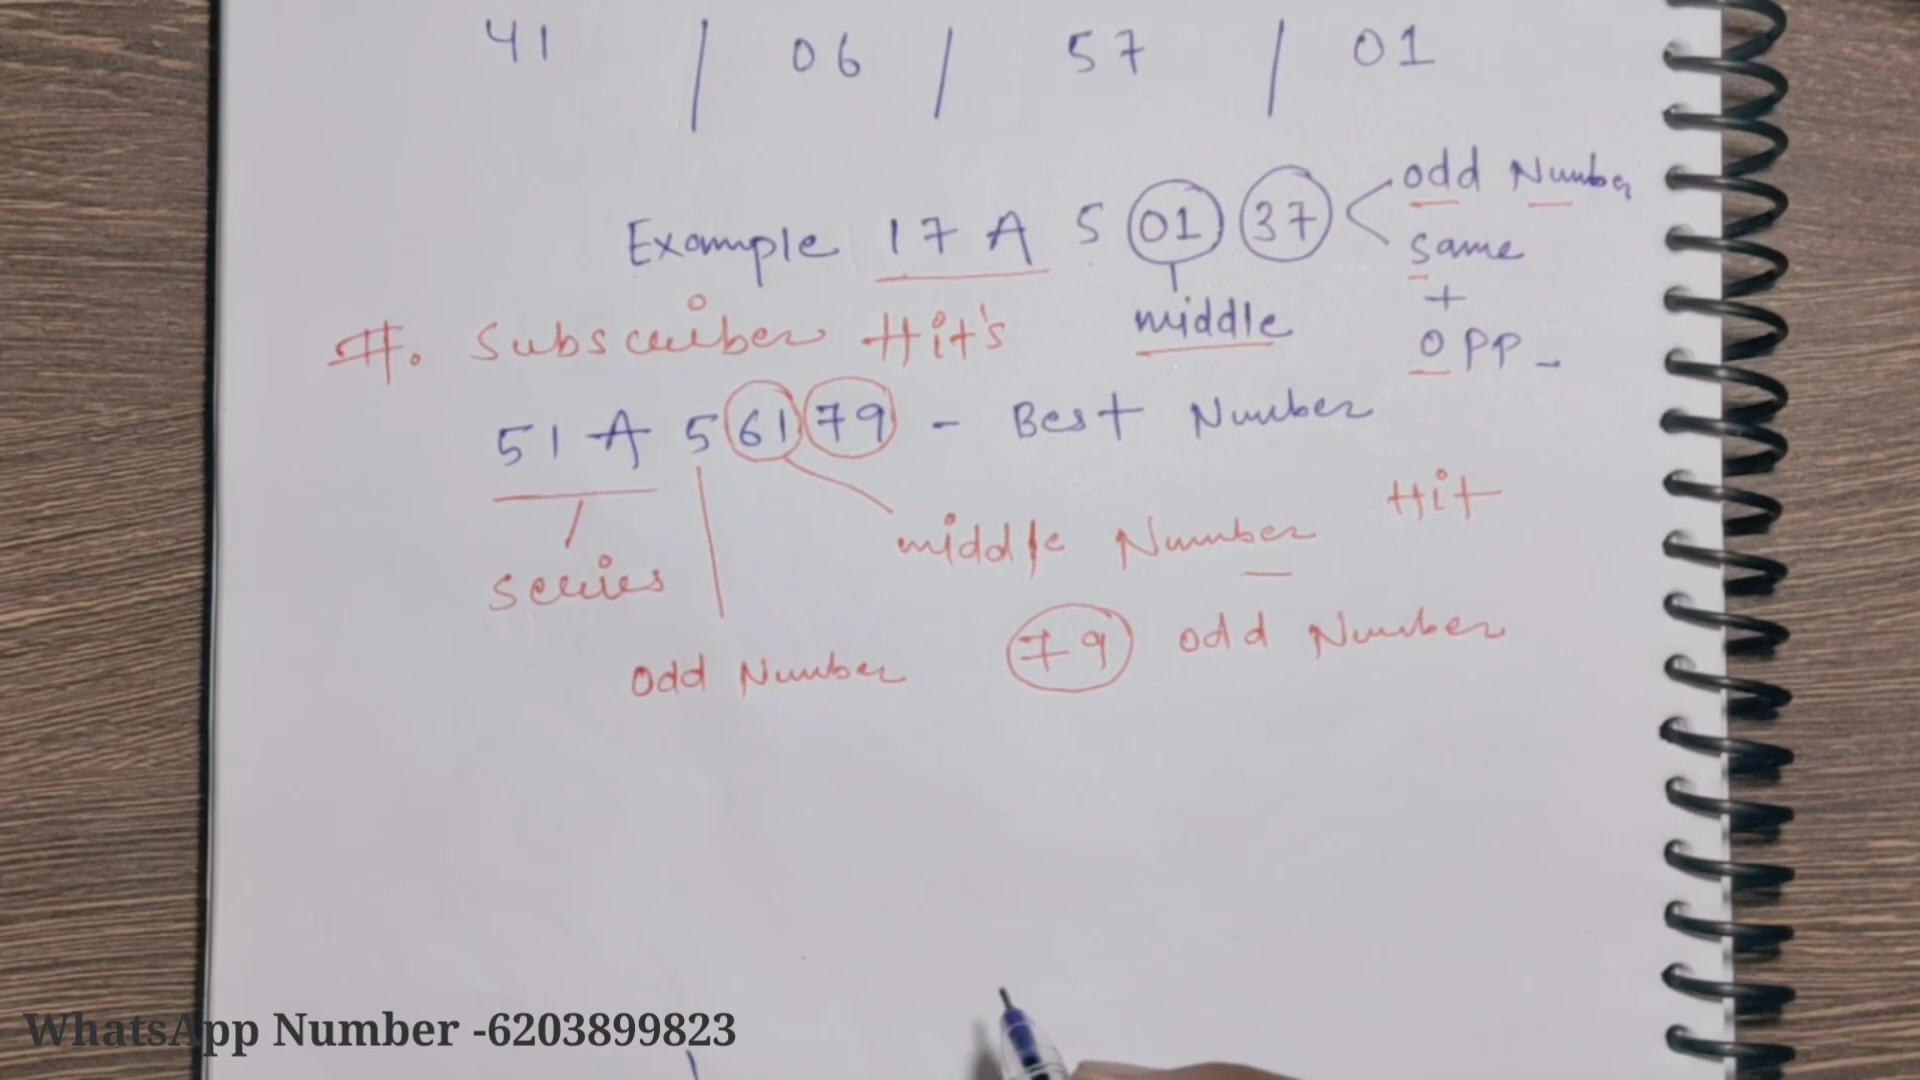 41 / 06 / 57 / 01
Example 17 A 5 01 37 < odd Number
same
+
OPP -
middle
#. Subscriber Hit's
51 A 5 61 79 - Best Number
middle Number Hit
series
79 odd Number
odd Number
WhatsApp Number -6203899823